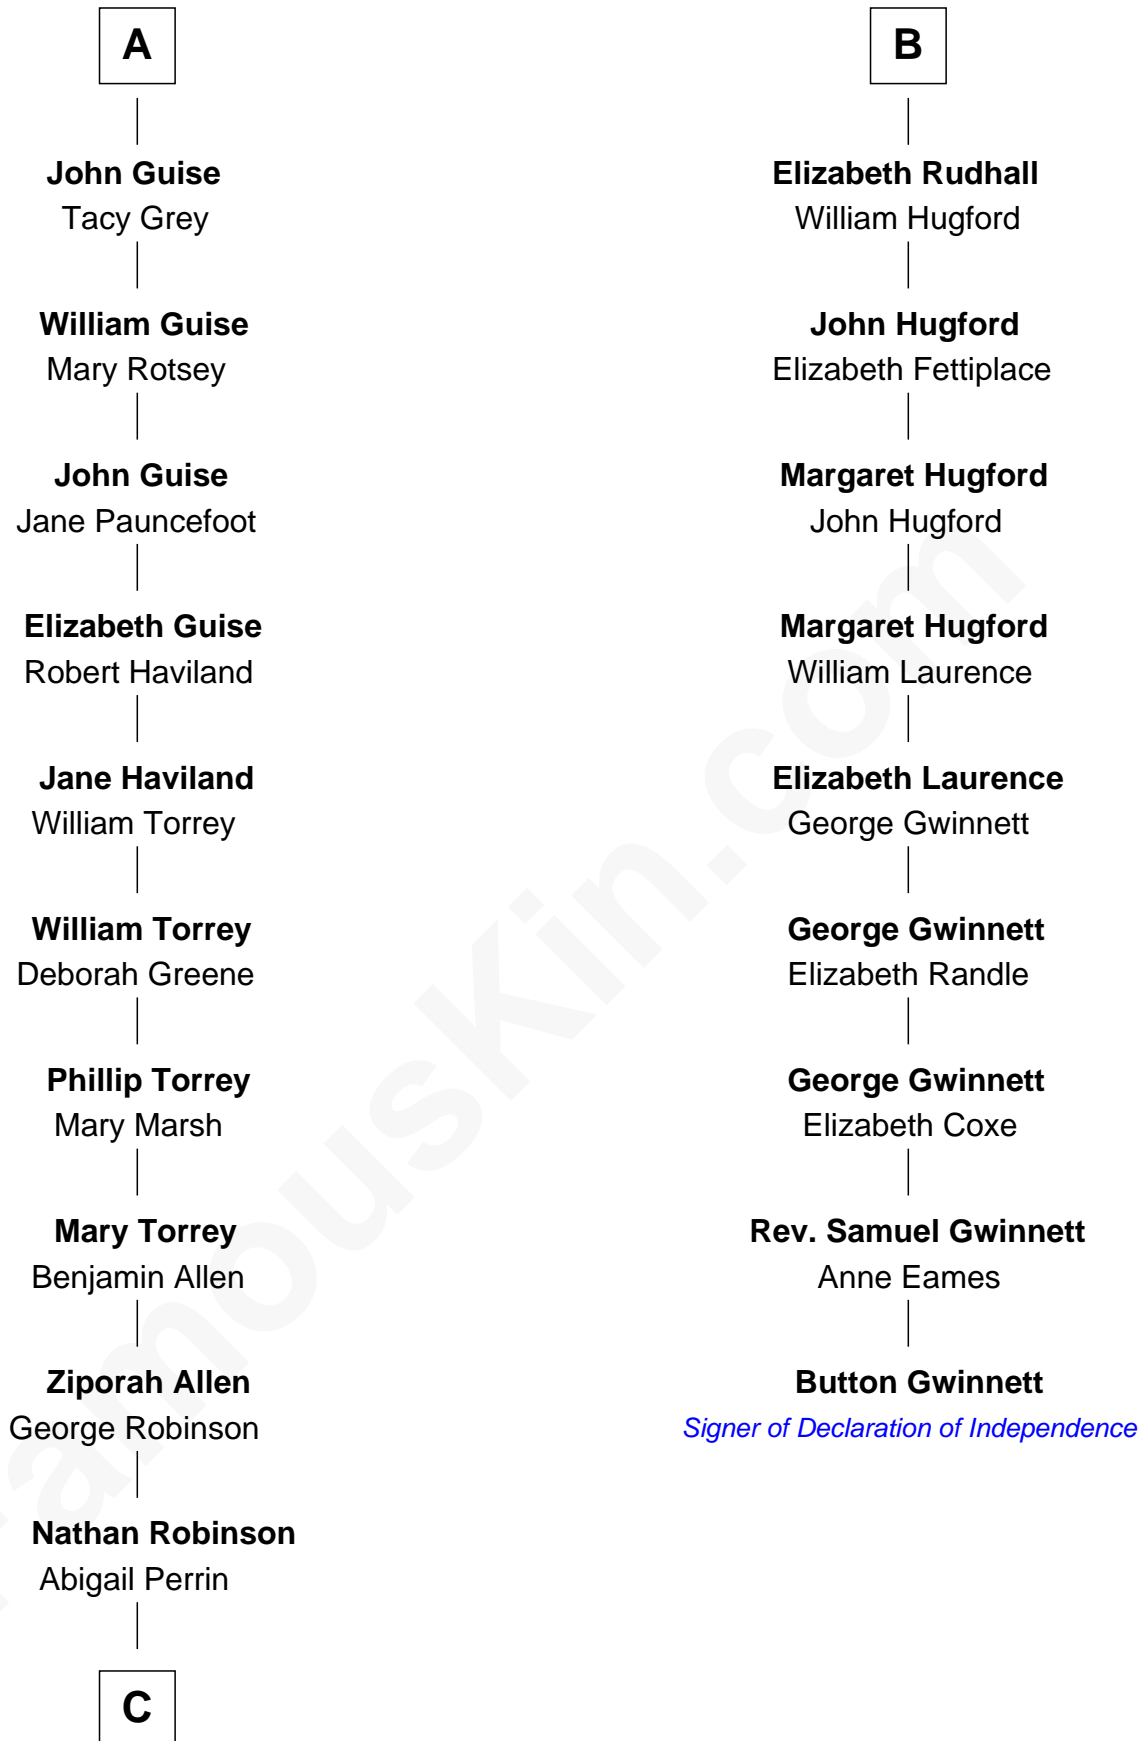 A
John Guise
Tacy Grey
William Guise
Mary Rotsey
John Guise
Jane Pauncefoot
Elizabeth Guise
Robert Haviland
Jane Haviland
William Torrey
William Torrey
Deborah Greene
Phillip Torrey
Mary Marsh
Mary Torrey
Benjamin Allen
Ziporah Allen
George Robinson
Nathan Robinson
Abigail Perrin
C
B
Elizabeth Rudhall
William Hugford
John Hugford
Elizabeth Fettiplace
Margaret Hugford
John Hugford
Margaret Hugford
William Laurence
Elizabeth Laurence
George Gwinnett
George Gwinnett
Elizabeth Randle
George Gwinnett
Elizabeth Coxe
Rev. Samuel Gwinnett
Anne Eames
Button Gwinnett
Signer of Declaration of Independence
FamousKin.com